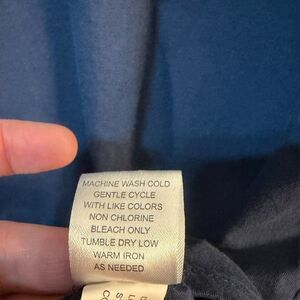 MACHINE WASH COLD
GENTLE CYCLE
WITH LIKE COLORS
NON CHLORINE
BLEACH ONLY
TUMBLE DRY LOW
WARM IRON
AS NEEDED